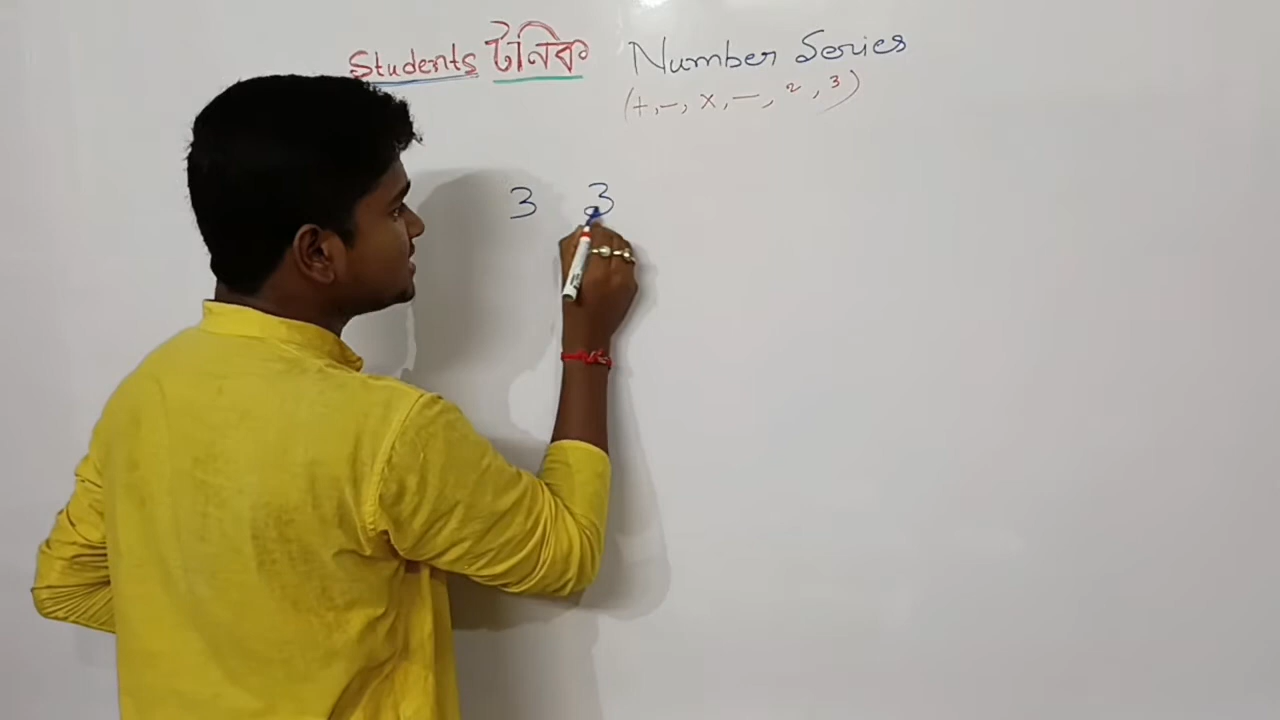 Students টনিক Number Series
(+, -, x, -, ², ³)
3 3